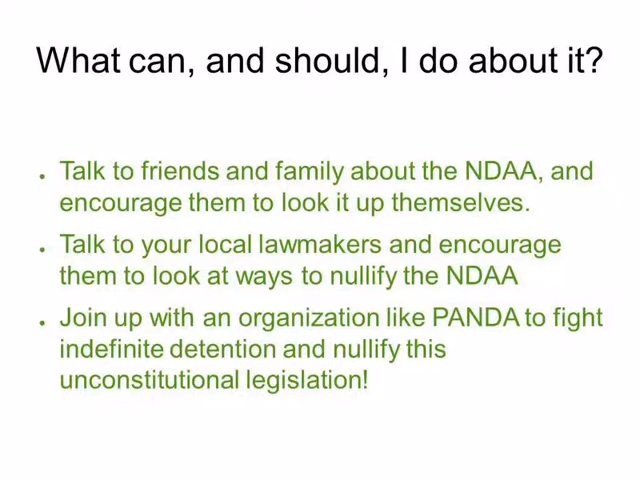 What can, and should, I do about it?
● Talk to friends and family about the NDAA, and
encourage them to look it up themselves.
● Talk to your local lawmakers and encourage
them to look at ways to nullify the NDAA
● Join up with an organization like PANDA to fight
indefinite detention and nullify this
unconstitutional legislation!